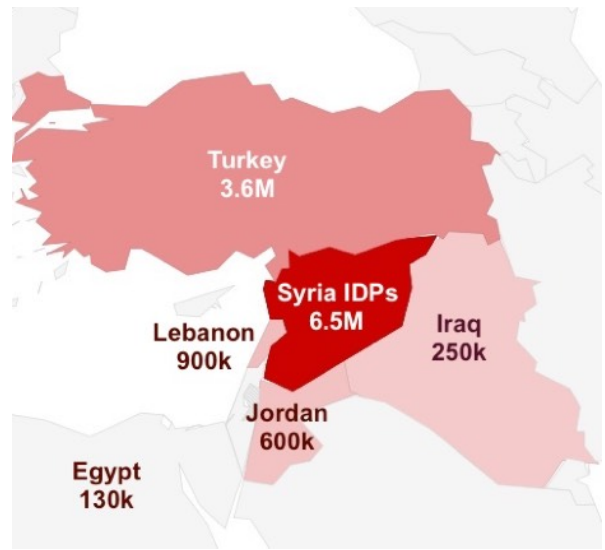 Turkey
3.6M
Syria IDPs
6.5M
Lebanon
900k
Iraq
250k
Jordan
600k
Egypt
130k